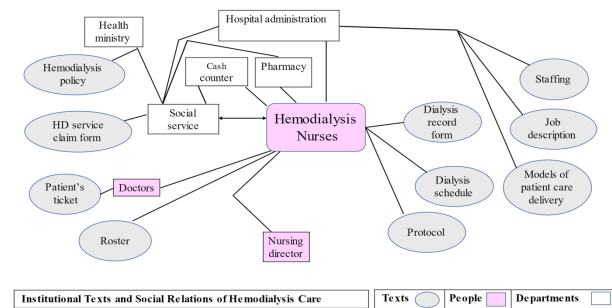 Hospital administration
Health
ministry
Hemodialysis
policy
Cash
counter
Pharmacy
Staffing
HD service
claim form
Social
service
Hemodialysis
Nurses
Dialysis
record
form
Job
description
Patient's
ticket
Doctors
Dialysis
schedule
Models of
patient care
delivery
Roster
Nursing
director
Protocol
Institutional Texts and Social Relations of Hemodialysis Care
Texts
People
Departments